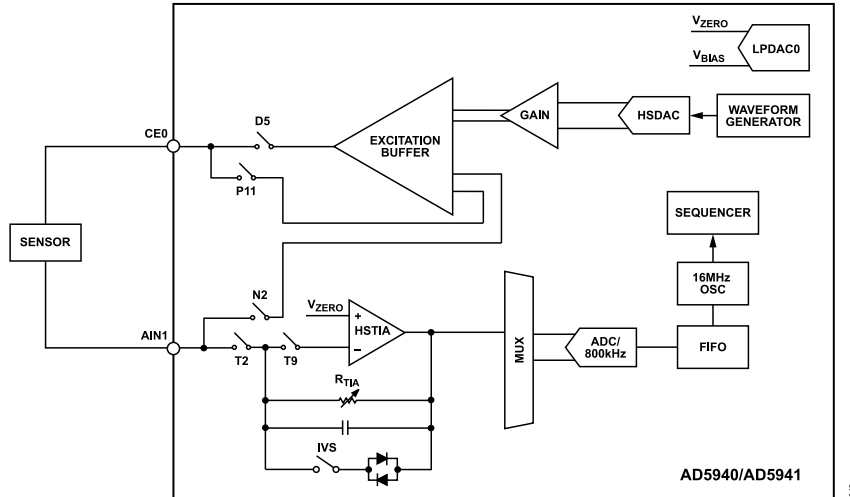 VZERO
VBIAS
LPDAC0
CE0
D5
EXCITATION
BUFFER
GAIN
HSDAC
WAVEFORM
GENERATOR
P11
SENSOR
SEQUENCER
16MHz
OSC
N2
VZERO
+
HSTIA
–
AIN1
T2
T9
MUX
ADC/
800kHz
FIFO
RTIA
IVS
AD5940/AD5941